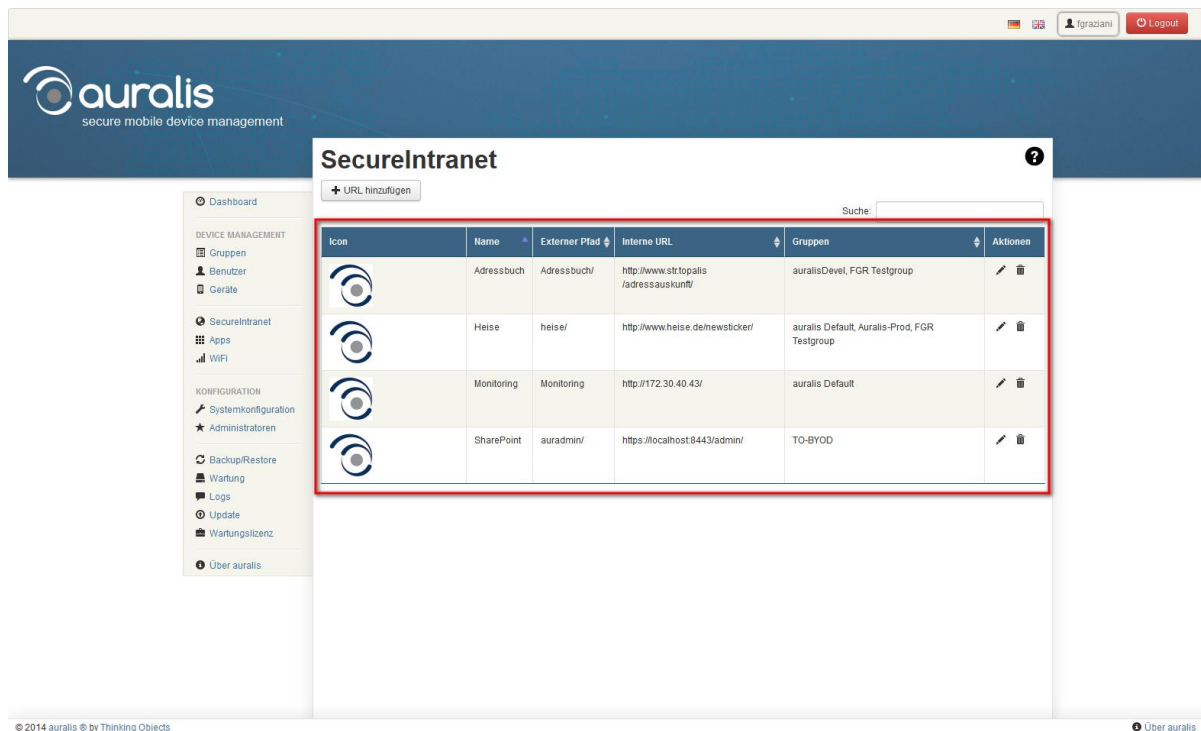 fgraziani
Logout
auralis
secure mobile device management
SecureIntranet
URL hinzufügen
Suche:
Dashboard
DEVICE MANAGEMENT
Gruppen
Benutzer
Geräte
SecureIntranet
Apps
WiFi
KONFIGURATION
Systemkonfiguration
Administratoren
Backup/Restore
Wartung
Logs
Update
Wartungslizenz
Über auralis
Icon Name Externer Pfad Interne URL Gruppen Aktionen
Adressbuch Adressbuch/ http://www.str.topalis auralisDevel, FGR Testgroup
/adressauskunft/
Heise heise/ http://www.heise.de/newsticker/ auralis Default, Auralis-Prod, FGR
Testgroup
Monitoring Monitoring http://172.30.40.43/ auralis Default
SharePoint auradmin/ https://localhost:8443/admin/ TO-BYOD
© 2014 auralis ® by Thinking Objects
Über auralis